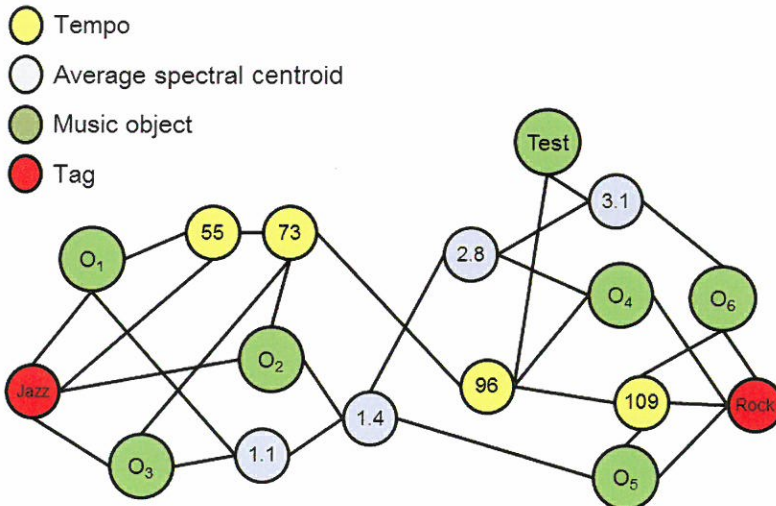 Tempo
Average spectral centroid
Music object
Tag
Test
3.1
55
73
O₁
2.8
O₄
O₆
O₂
Jazz
96
109
Rock
1.4
1.1
O₃
O₅